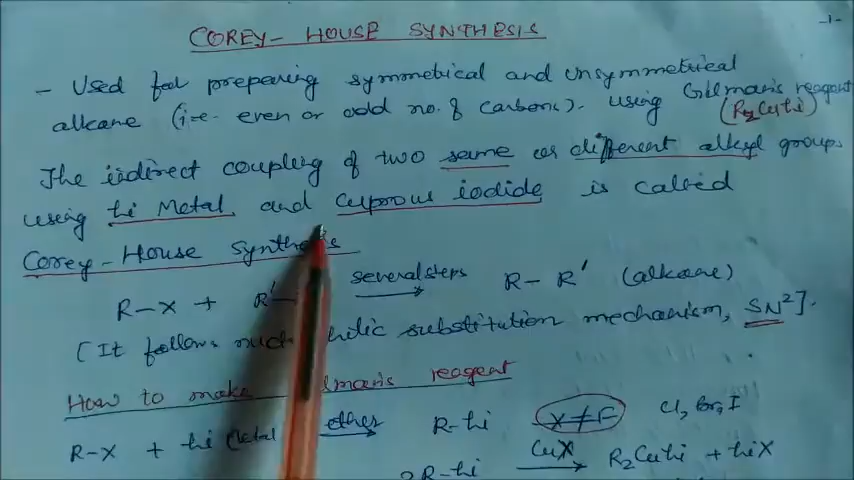 -1-
COREY- HOUSE SYNTHESIS
- Used for preparing symmetrical and unsymmetrical
alkane (i.e. even or odd no. of carbons). using Gilman's reagent
(R2CuLi)
The indirect coupling of two same or different alkyl groups
using Li Metal and cuprous iodide is called
Corey-House Synthesis
R-X + R'- several steps R- R' (alkane)
[It follows substitution mechanism, SN2].
How to make reagent
R-X + Li Metal ether R-Li X≠F Cl, Br, I
2R-Li CuX R2CuLi + LiX